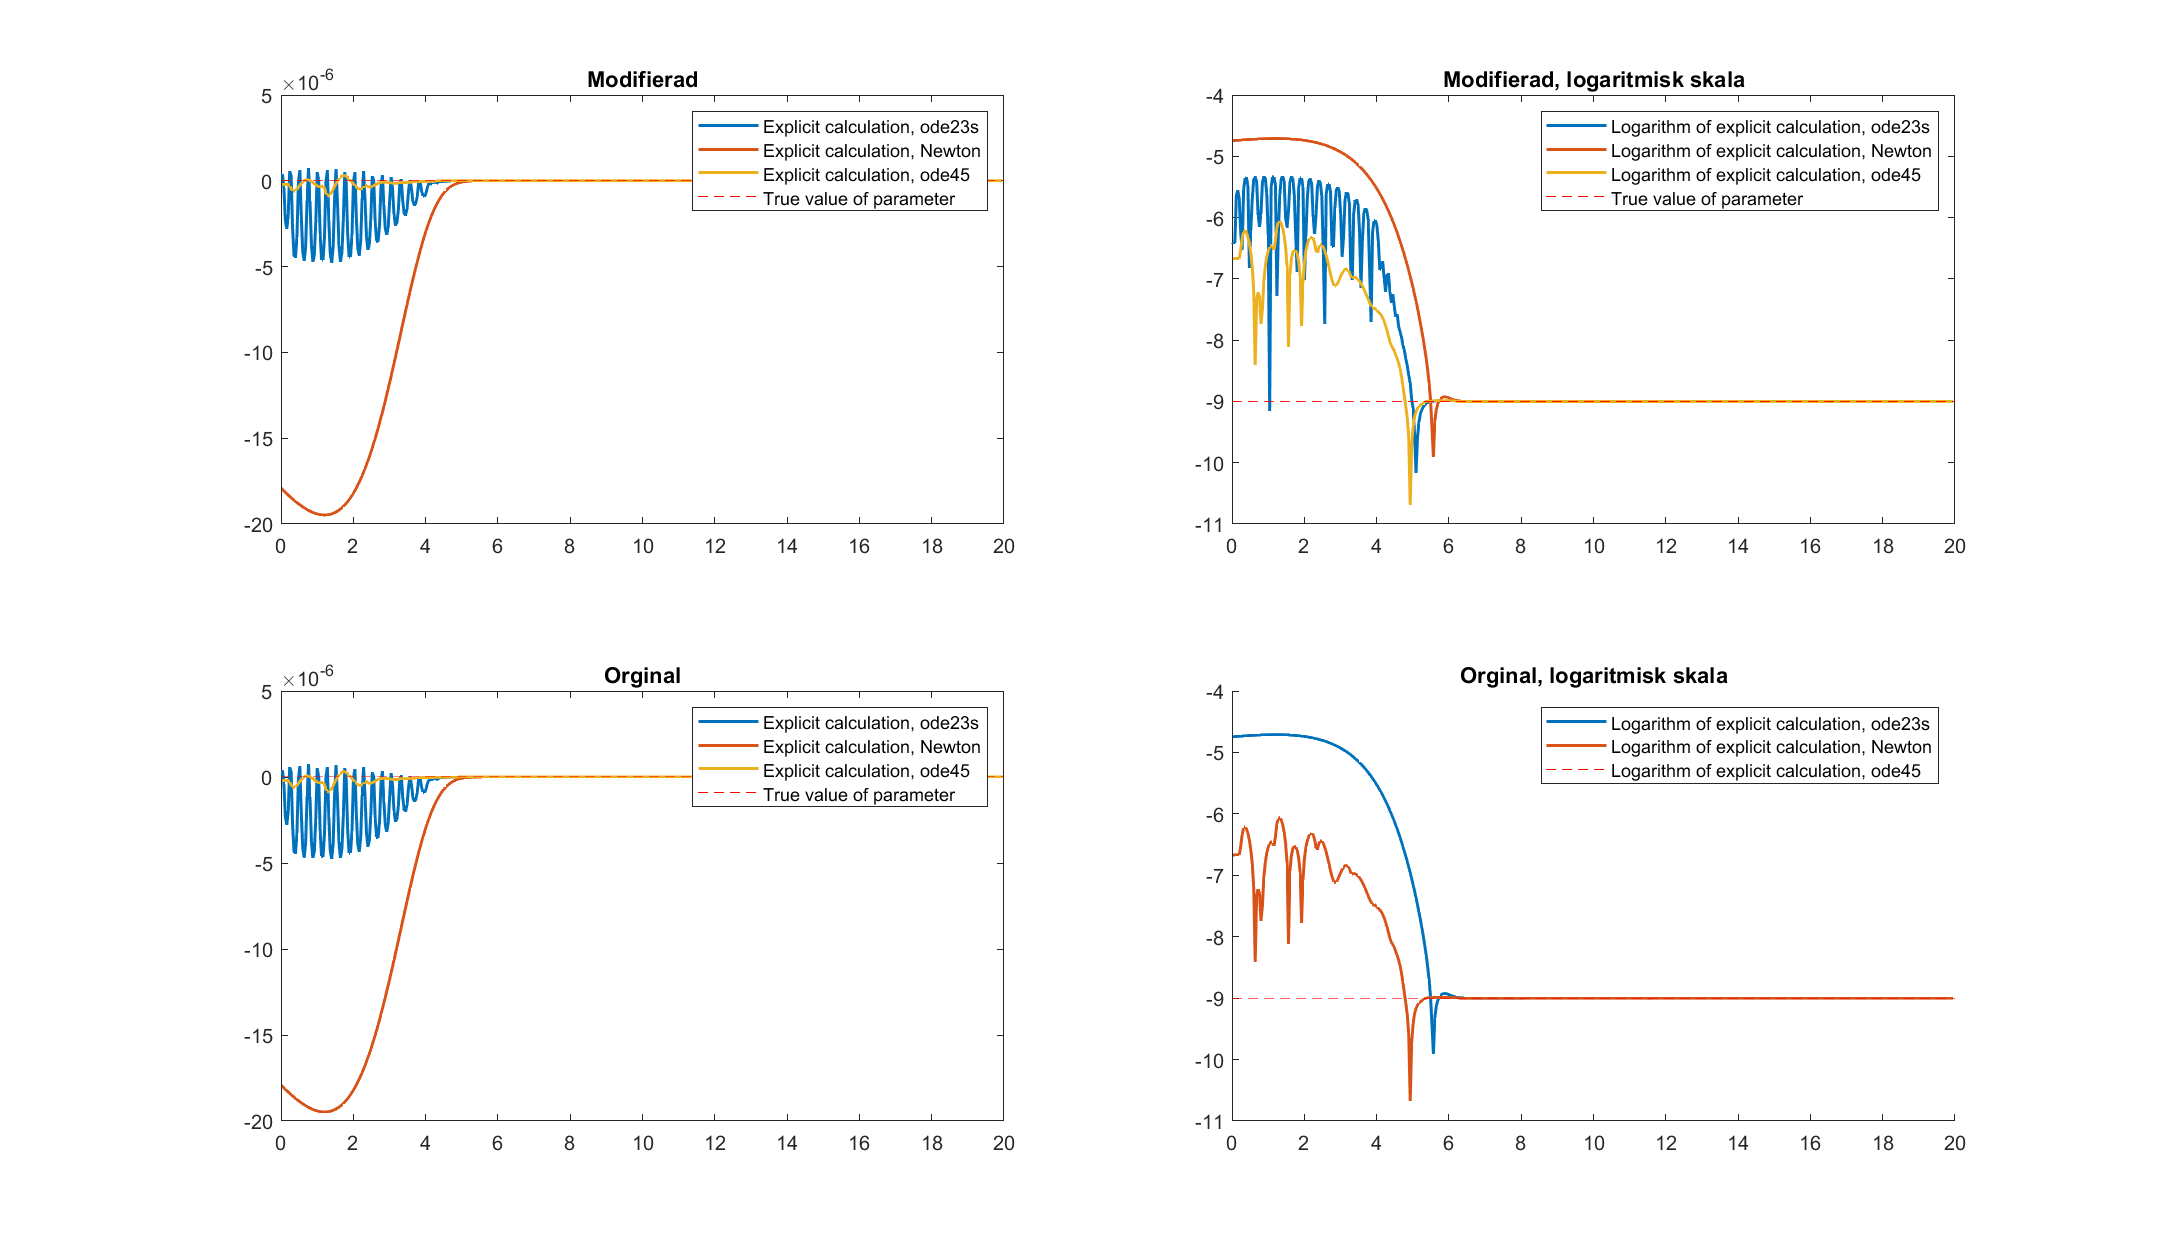 Modifierad
×10-6
5
0
-5
-10
-15
-20
0 2 4 6 8 10 12 14 16 18 20
Explicit calculation, ode23s
Explicit calculation, Newton
Explicit calculation, ode45
True value of parameter
Modifierad, logaritmisk skala
-4
-5
-6
-7
-8
-9
-10
-11
0 2 4 6 8 10 12 14 16 18 20
Logarithm of explicit calculation, ode23s
Logarithm of explicit calculation, Newton
Logarithm of explicit calculation, ode45
True value of parameter
Orginal
×10-6
5
0
-5
-10
-15
-20
0 2 4 6 8 10 12 14 16 18 20
Explicit calculation, ode23s
Explicit calculation, Newton
Explicit calculation, ode45
True value of parameter
Orginal, logaritmisk skala
-4
-5
-6
-7
-8
-9
-10
-11
0 2 4 6 8 10 12 14 16 18 20
Logarithm of explicit calculation, ode23s
Logarithm of explicit calculation, Newton
Logarithm of explicit calculation, ode45